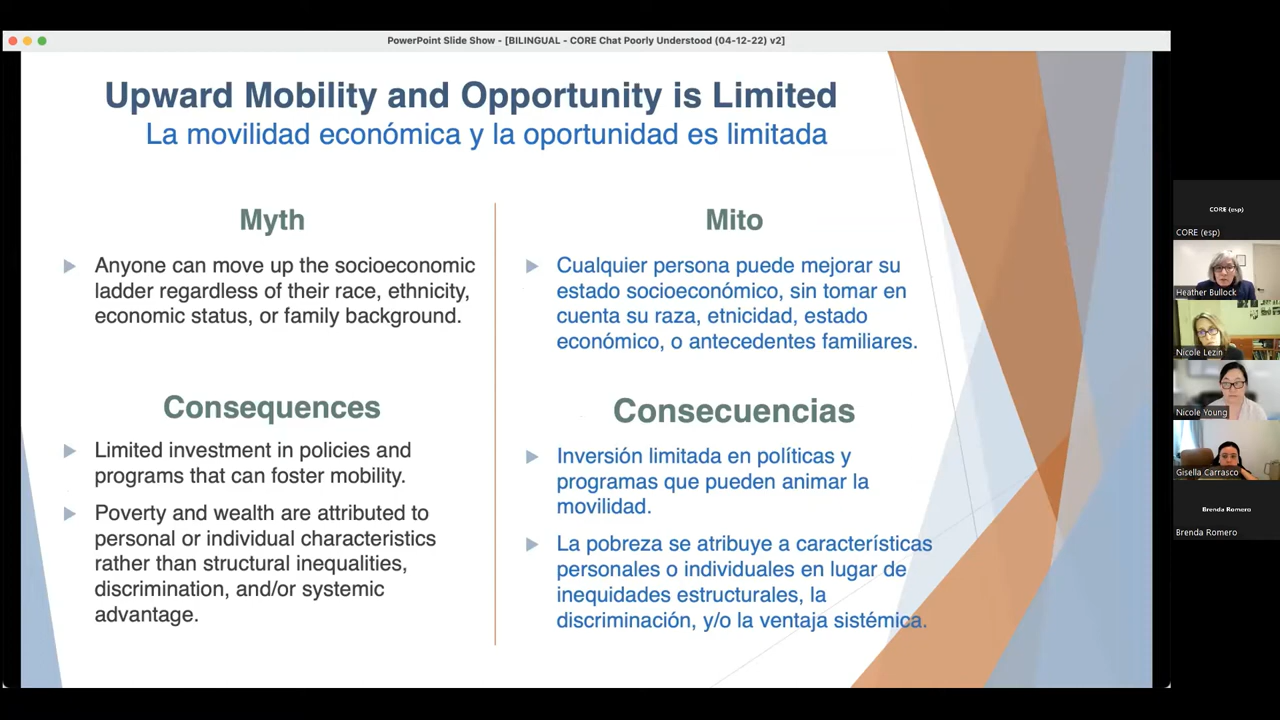 PowerPoint Slide Show - [BILINGUAL - CORE Chat Poorly Understood (04-12-22) v2]
Upward Mobility and Opportunity is Limited
La movilidad económica y la oportunidad es limitada
Myth
Anyone can move up the socioeconomic
ladder regardless of their race, ethnicity,
economic status, or family background.
Consequences
Limited investment in policies and
programs that can foster mobility.
Poverty and wealth are attributed to
personal or individual characteristics
rather than structural inequalities,
discrimination, and/or systemic
advantage.
Mito
Cualquier persona puede mejorar su
estado socioeconómico, sin tomar en
cuenta su raza, etnicidad, estado
económico, o antecedentes familiares.
Consecuencias
Inversión limitada en políticas y
programas que pueden animar la
movilidad.
La pobreza se atribuye a características
personales o individuales en lugar de
inequidades estructurales, la
discriminación, y/o la ventaja sistémica.
CORE (esp)
CORE (esp)
Heather Bullock
Nicole Lezin
Nicole Young
Gisella Carrasco
Brenda Romero
Brenda Romero